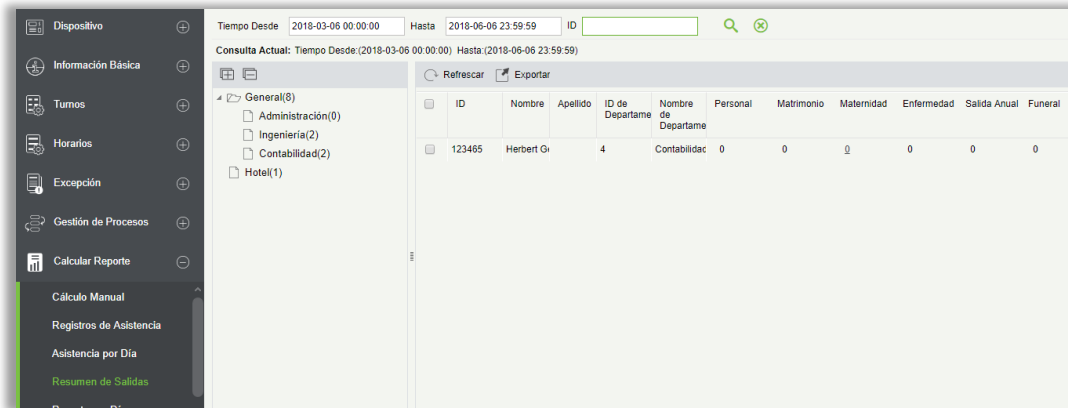 Dispositivo
Información Básica
Turnos
Horarios
Excepción
Gestión de Procesos
Calcular Reporte
Cálculo Manual
Registros de Asistencia
Asistencia por Día
Resumen de Salidas
Tiempo Desde 2018-03-06 00:00:00 Hasta 2018-06-06 23:59:59 ID
Consulta Actual: Tiempo Desde:(2018-03-06 00:00:00) Hasta:(2018-06-06 23:59:59)
General(8)
Administración(0)
Ingeniería(2)
Contabilidad(2)
Hotel(1)
Refrescar Exportar
ID Nombre Apellido ID de Departame Nombre de Departame Personal Matrimonio Maternidad Enfermedad Salida Anual Funeral
123465 Herbert 4 Contabilidad 0 0 0 0 0 0